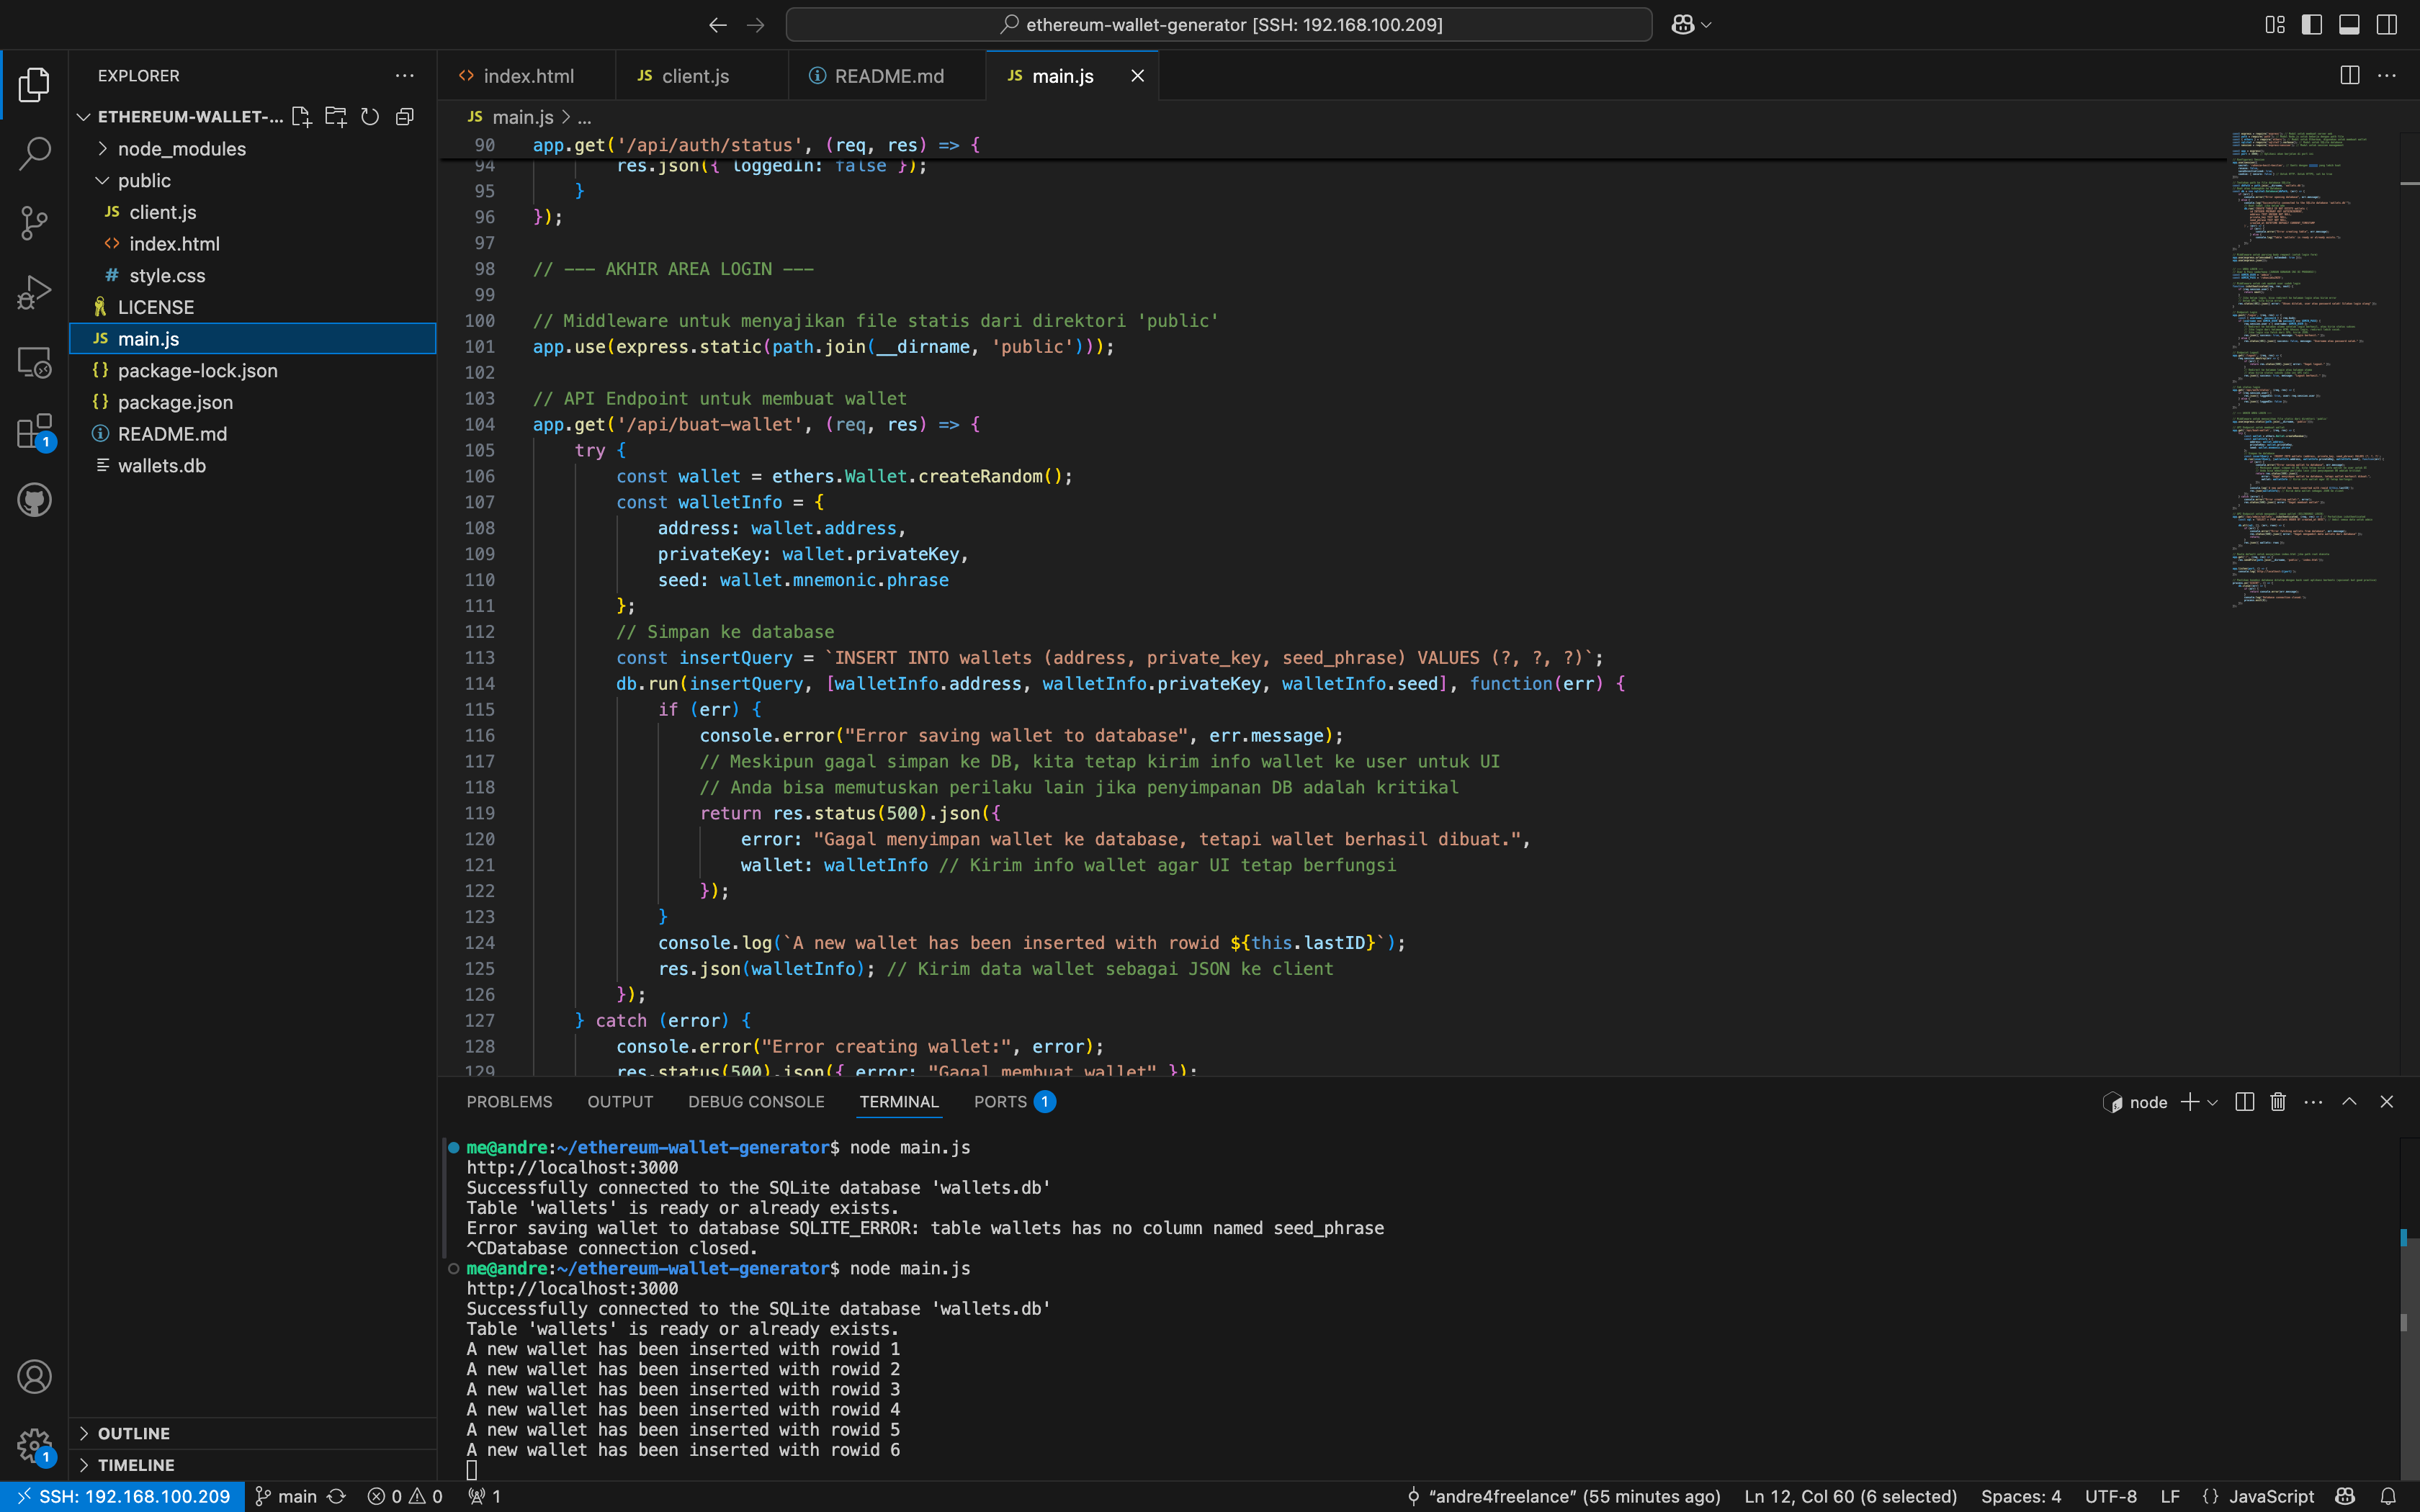 ethereum-wallet-generator [SSH: 192.168.100.209]
EXPLORER
ETHEREUM-WALLET-...
node_modules
public
JS client.js
<> index.html
# style.css
LICENSE
JS main.js
{} package-lock.json
{} package.json
README.md
wallets.db
OUTLINE
TIMELINE
1
1
<> index.html
JS client.js
README.md
JS main.js
JS main.js > ...
90 app.get('/api/auth/status', (req, res) => {
94 res.json({ loggedIn: false });
95 }
96 });
97
98 // --- AKHIR AREA LOGIN ---
99
100 // Middleware untuk menyajikan file statis dari direktori 'public'
101 app.use(express.static(path.join(__dirname, 'public')));
102
103 // API Endpoint untuk membuat wallet
104 app.get('/api/buat-wallet', (req, res) => {
105 try {
106 const wallet = ethers.Wallet.createRandom();
107 const walletInfo = {
108 address: wallet.address,
109 privateKey: wallet.privateKey,
110 seed: wallet.mnemonic.phrase
111 };
112 // Simpan ke database
113 const insertQuery = `INSERT INTO wallets (address, private_key, seed_phrase) VALUES (?, ?, ?)`;
114 db.run(insertQuery, [walletInfo.address, walletInfo.privateKey, walletInfo.seed], function(err) {
115 if (err) {
116 console.error("Error saving wallet to database", err.message);
117 // Meskipun gagal simpan ke DB, kita tetap kirim info wallet ke user untuk UI
118 // Anda bisa memutuskan perilaku lain jika penyimpanan DB adalah kritikal
119 return res.status(500).json({
120 error: "Gagal menyimpan wallet ke database, tetapi wallet berhasil dibuat.",
121 wallet: walletInfo // Kirim info wallet agar UI tetap berfungsi
122 });
123 }
124 console.log(`A new wallet has been inserted with rowid ${this.lastID}`);
125 res.json(walletInfo); // Kirim data wallet sebagai JSON ke client
126 });
127 } catch (error) {
128 console.error("Error creating wallet:", error);
129 res.status(500).json({ error: "Gagal membuat wallet" });
PROBLEMS OUTPUT DEBUG CONSOLE TERMINAL PORTS 1
node
me@andre:~/ethereum-wallet-generator$ node main.js
http://localhost:3000
Successfully connected to the SQLite database 'wallets.db'
Table 'wallets' is ready or already exists.
Error saving wallet to database SQLITE_ERROR: table wallets has no column named seed_phrase
^CDatabase connection closed.
me@andre:~/ethereum-wallet-generator$ node main.js
http://localhost:3000
Successfully connected to the SQLite database 'wallets.db'
Table 'wallets' is ready or already exists.
A new wallet has been inserted with rowid 1
A new wallet has been inserted with rowid 2
A new wallet has been inserted with rowid 3
A new wallet has been inserted with rowid 4
A new wallet has been inserted with rowid 5
A new wallet has been inserted with rowid 6
SSH: 192.168.100.209 main 0 0 1 "andre4freelance" (55 minutes ago) Ln 12, Col 60 (6 selected) Spaces: 4 UTF-8 LF {} JavaScript